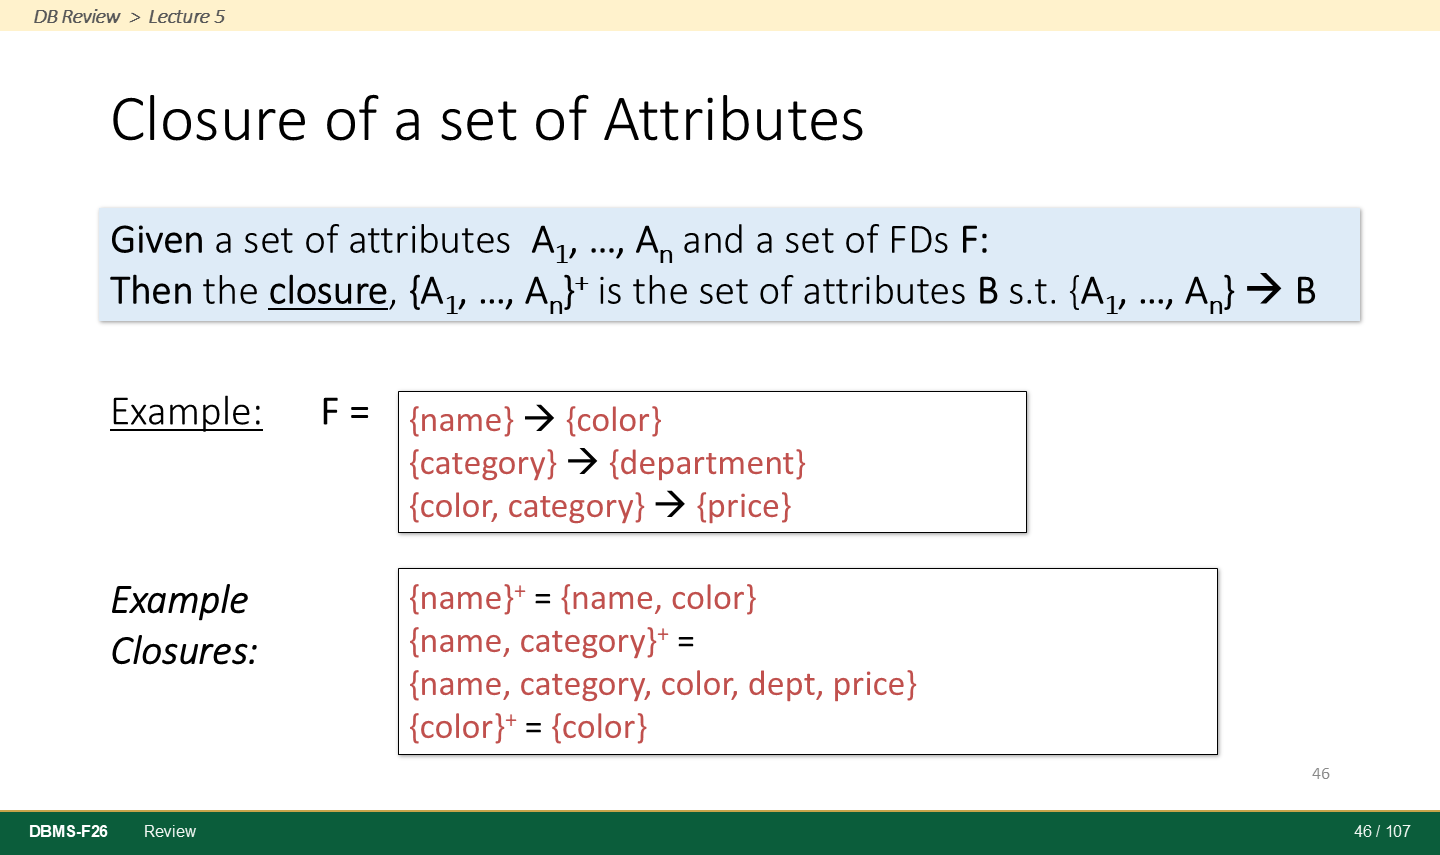 DB Review > Lecture 5
Closure of a set of Attributes
Given a set of attributes A1, …, An and a set of FDs F:
Then the closure, {A1, …, An}+ is the set of attributes B s.t. {A1, …, An} → B
Example: F =
{name} → {color}
{category} → {department}
{color, category} → {price}
Example
Closures:
{name}+ = {name, color}
{name, category}+ =
{name, category, color, dept, price}
{color}+ = {color}
46
DBMS-F26 Review 46 / 107